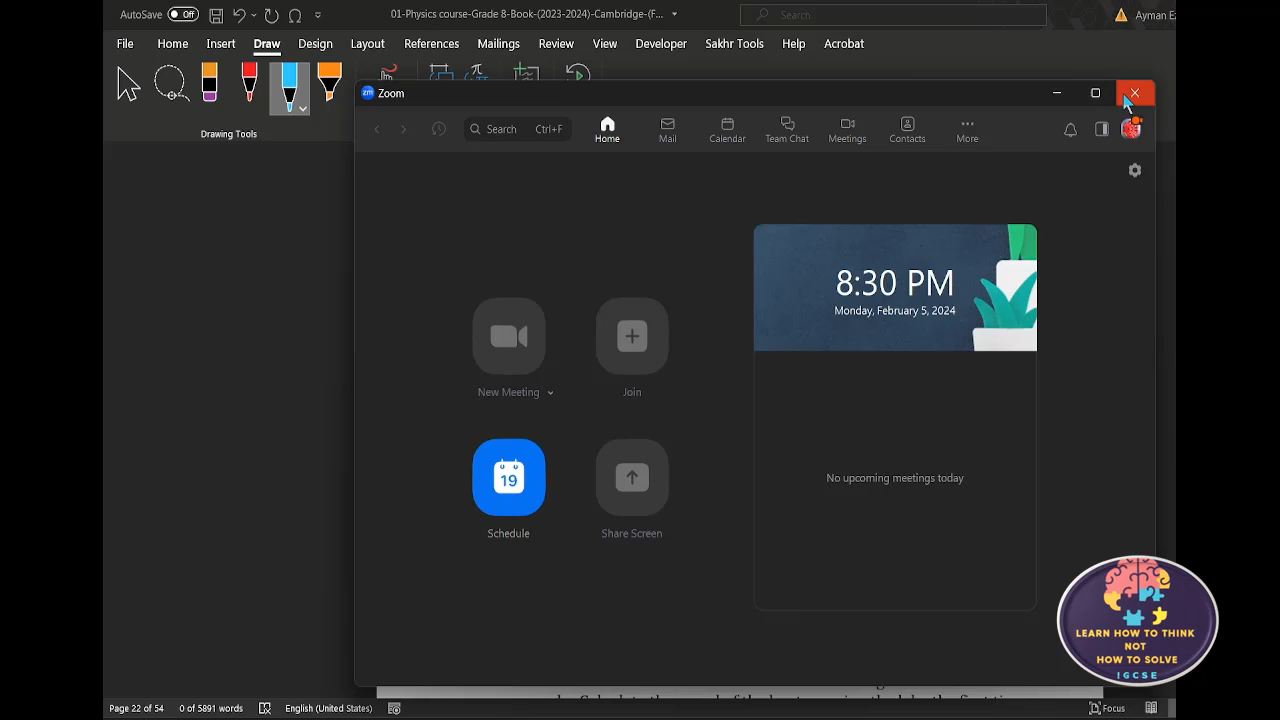 AutoSave Off 01-Physics course-Grade 8-Book-(2023-2024)-Cambridge-(F... Search Ayman Ez
File Home Insert Draw Design Layout References Mailings Review View Developer Sakhr Tools Help Acrobat
Drawing Tools
zm Zoom
Search Ctrl+F Home Mail Calendar Team Chat Meetings Contacts More
8:30 PM
Monday, February 5, 2024
New Meeting Join
No upcoming meetings today
19
Schedule Share Screen
LEARN HOW TO THINK
NOT
HOW TO SOLVE
IGCSE
Page 22 of 54 0 of 5891 words English (United States) Focus